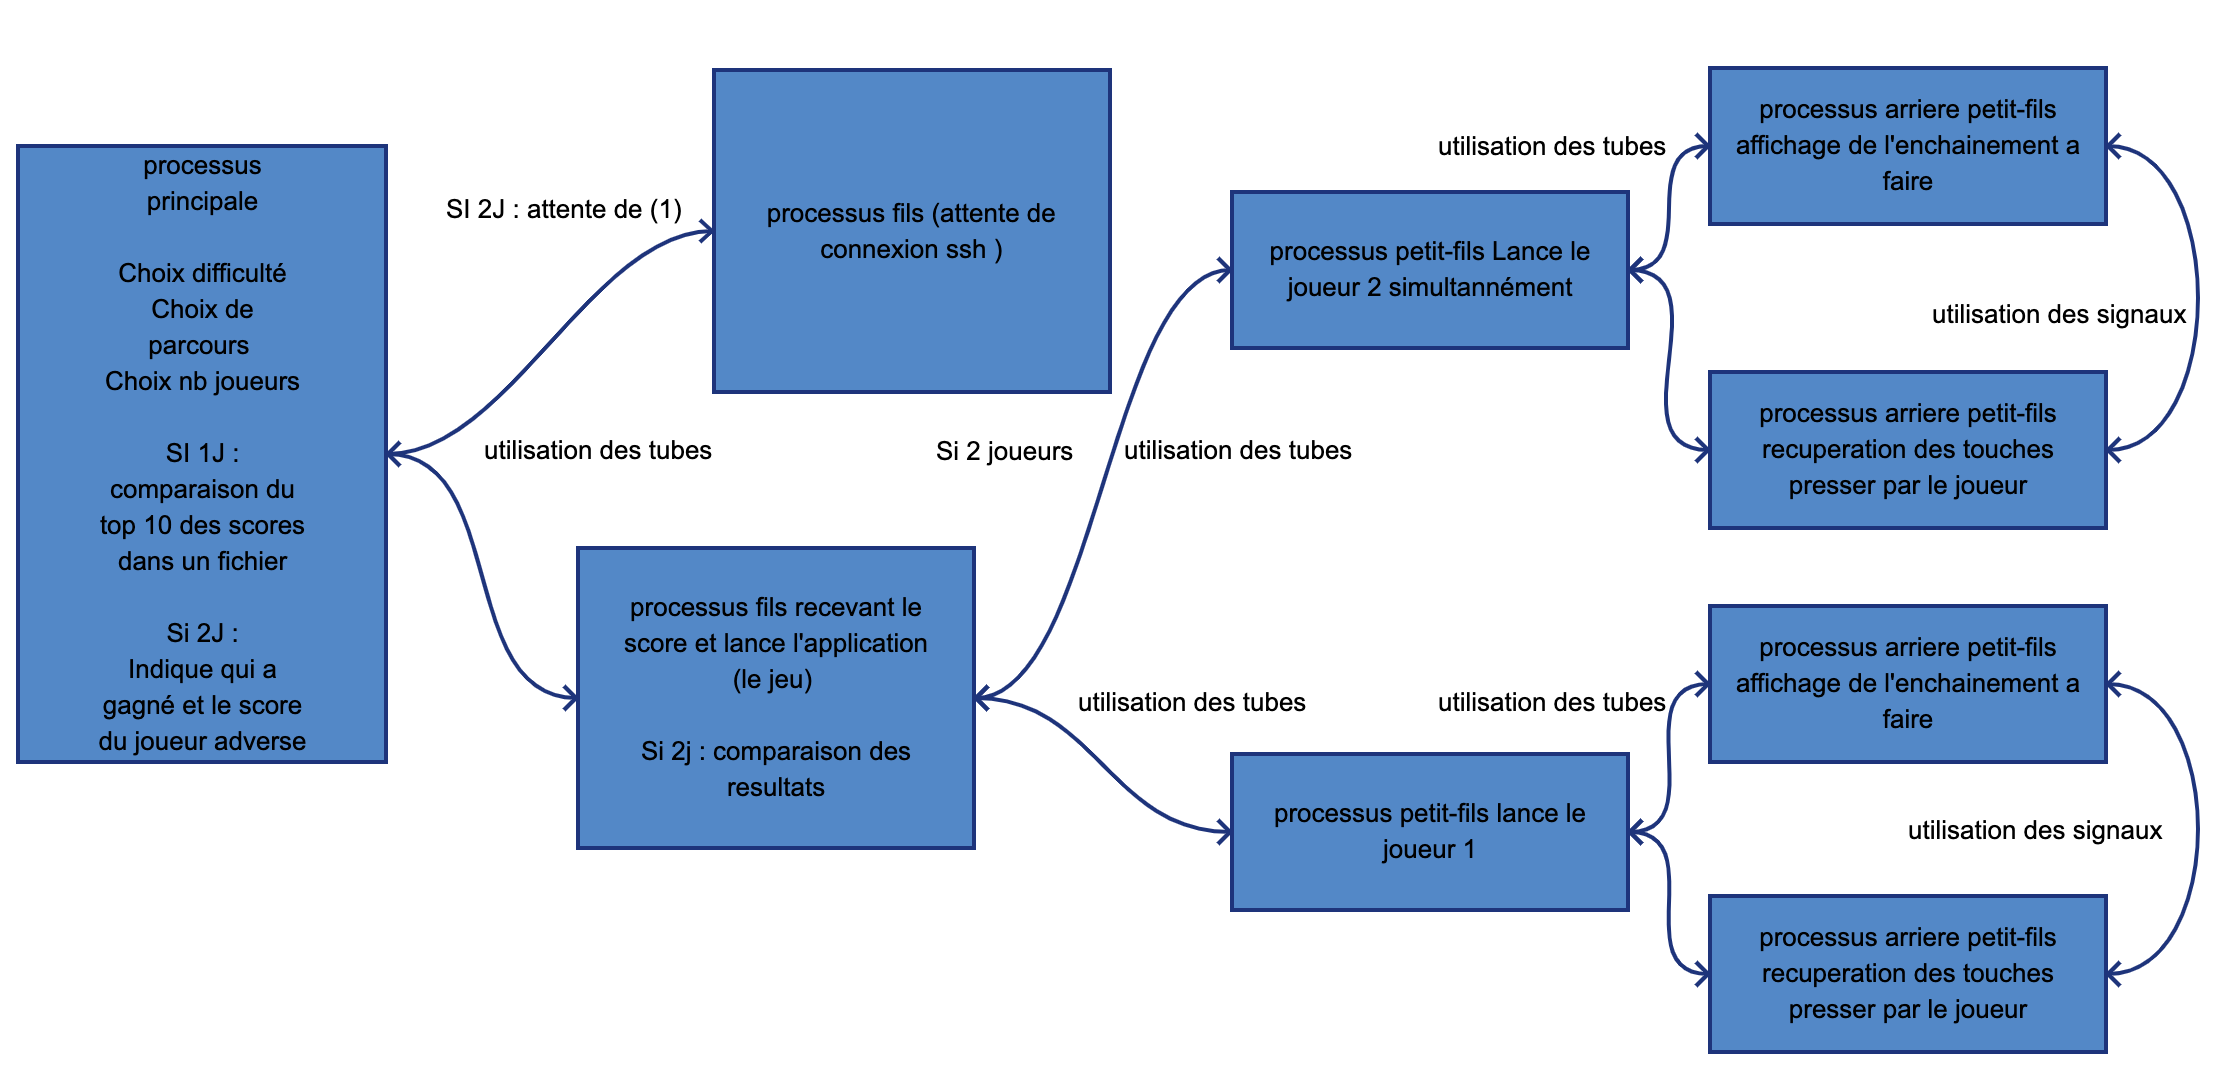 processus
principale
Choix difficulté
Choix de
parcours
Choix nb joueurs
SI 1J :
comparaison du
top 10 des scores
dans un fichier
Si 2J :
Indique qui a
gagné et le score
du joueur adverse
SI 2J : attente de (1)
utilisation des tubes
processus fils (attente de
connexion ssh )
processus fils recevant le
score et lance l'application
(le jeu)
Si 2j : comparaison des
resultats
Si 2 joueurs
utilisation des tubes
utilisation des tubes
processus petit-fils Lance le
joueur 2 simultannément
processus petit-fils lance le
joueur 1
utilisation des tubes
utilisation des tubes
processus arriere petit-fils
affichage de l'enchainement a
faire
utilisation des signaux
processus arriere petit-fils
recuperation des touches
presser par le joueur
processus arriere petit-fils
affichage de l'enchainement a
faire
utilisation des signaux
processus arriere petit-fils
recuperation des touches
presser par le joueur